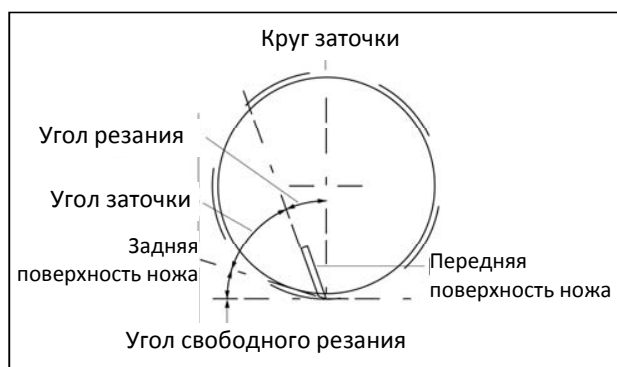 Круг заточки
Угол резания
Угол заточки
Задняя
поверхность ножа
Передняя
поверхность ножа
Угол свободного резания